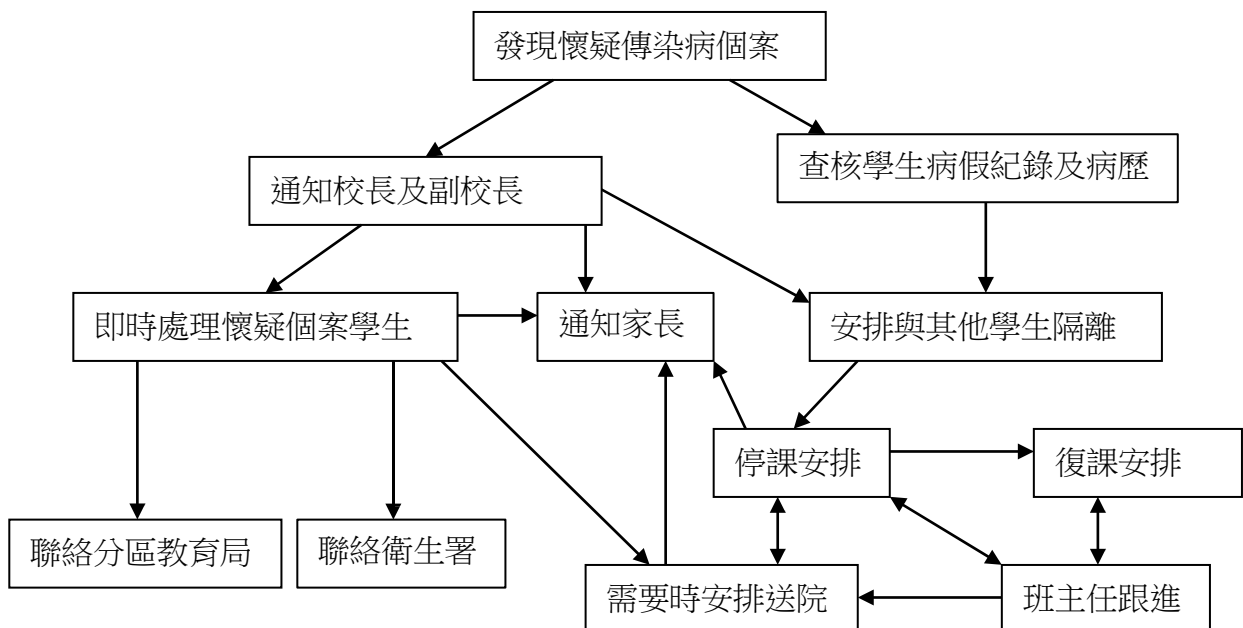 發現懷疑傳染病個案
查核學生病假紀錄及病歷
通知校長及副校長
即時處理懷疑個案學生
通知家長
安排與其他學生隔離
停課安排
復課安排
聯絡分區教育局
聯絡衛生署
需要時安排送院
班主任跟進